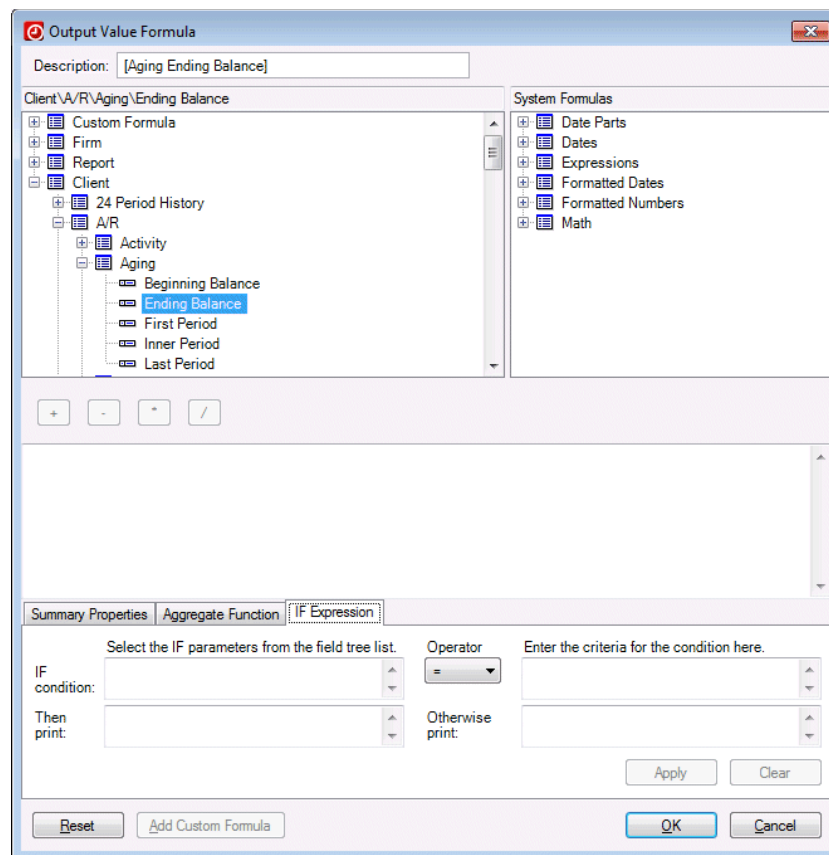 Output Value Formula
Description: [Aging Ending Balance]
Client\A/R\Aging\Ending Balance
Custom Formula
Firm
Report
Client
24 Period History
A/R
Activity
Aging
Beginning Balance
Ending Balance
First Period
Inner Period
Last Period
System Formulas
Date Parts
Dates
Expressions
Formatted Dates
Formatted Numbers
Math
+ - * /
Summary Properties Aggregate Function IF Expression
Select the IF parameters from the field tree list. Operator Enter the criteria for the condition here.
IF condition: =
Then print: Otherwise print:
Apply Clear
Reset Add Custom Formula OK Cancel